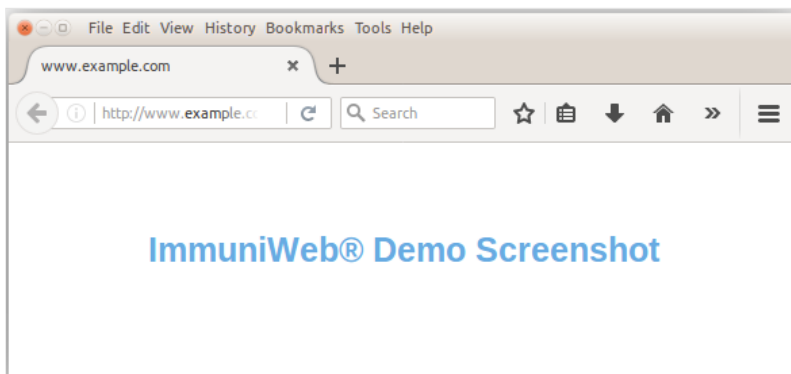 File Edit View History Bookmarks Tools Help
www.example.com
http://www.example.c Search
ImmuniWeb® Demo Screenshot